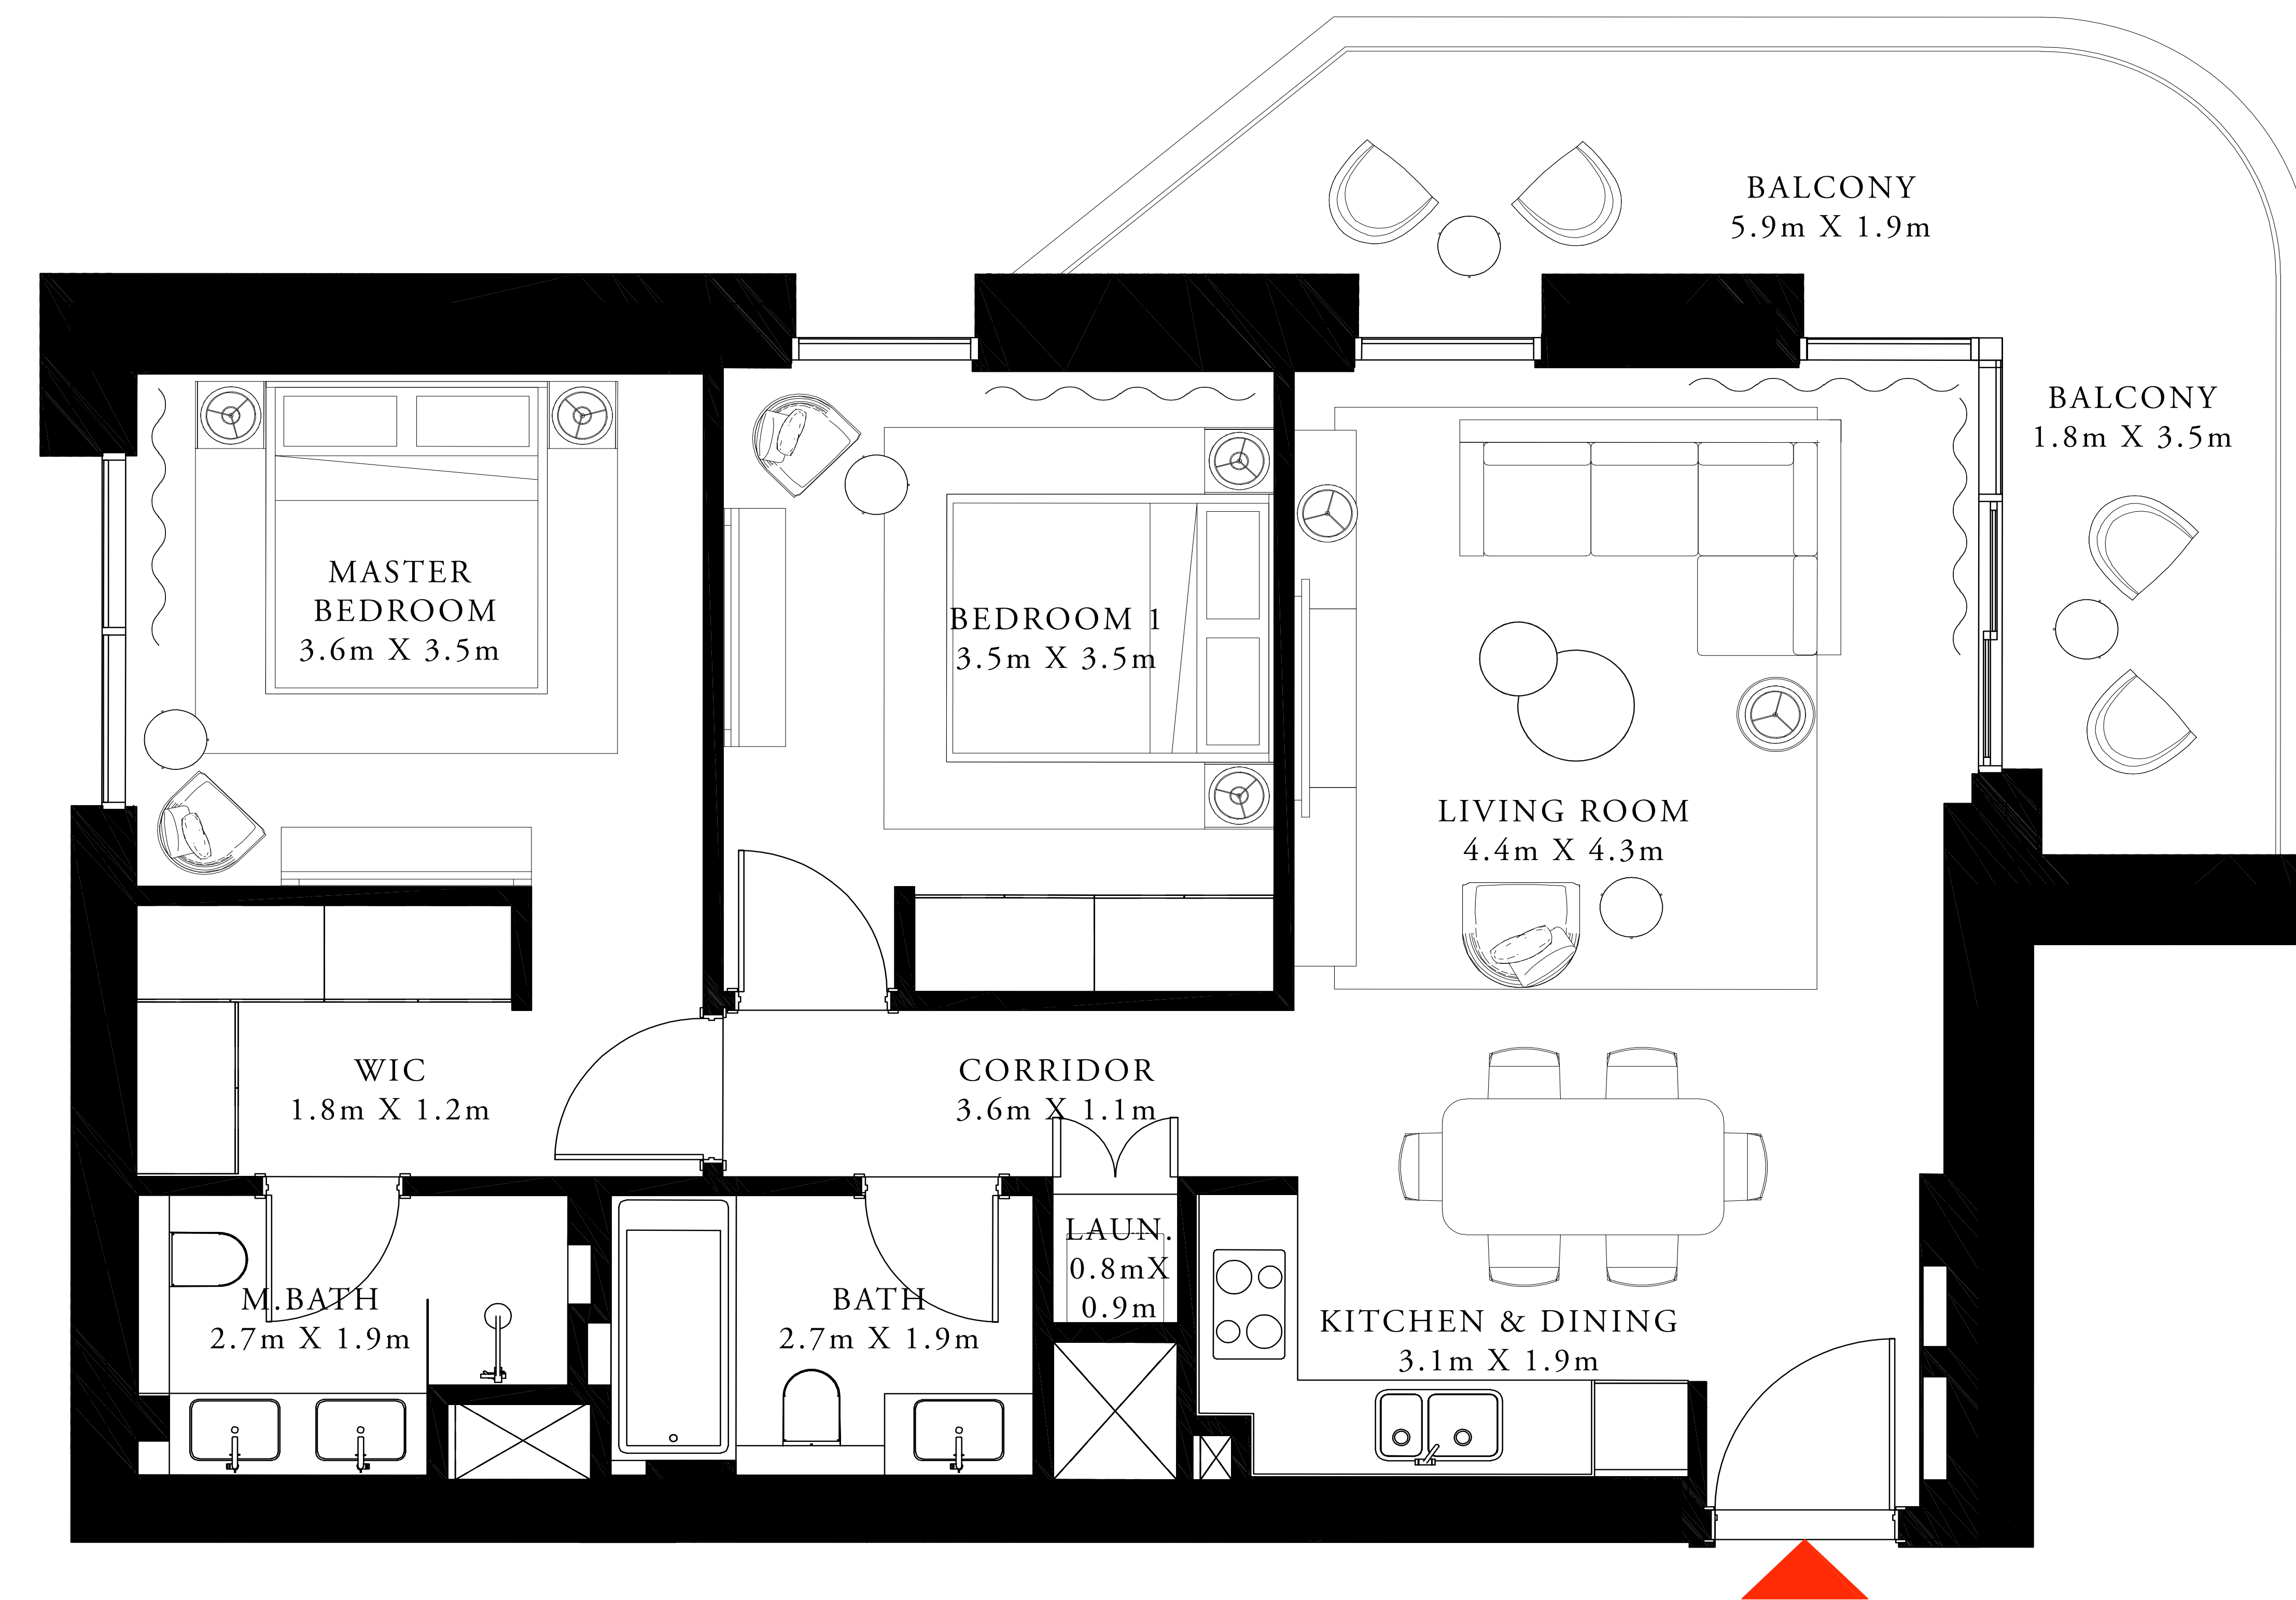 BALCONY
5.9m X 1.9m
BALCONY
1.8m X 3.5m
MASTER
BEDROOM
3.6m X 3.5m
BEDROOM 1
3.5m X 3.5m
LIVING ROOM
4.4m X 4.3m
WIC
1.8m X 1.2m
CORRIDOR
3.6m X 1.1m
M.BATH
2.7m X 1.9m
BATH
2.7m X 1.9m
LAUN.
0.8mX
0.9m
KITCHEN & DINING
3.1m X 1.9m